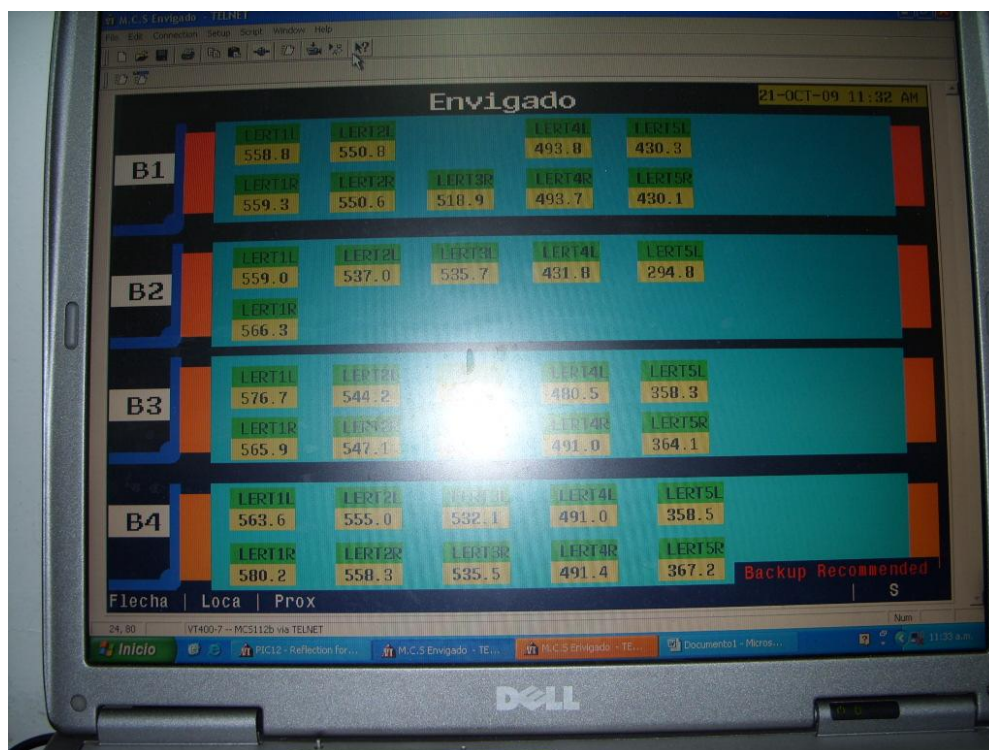 M.C.S Envigado - TELNET
File Edit Connection Setup Script Window Help
Envigado
21-OCT-09 11:32 AM
B1
LERT1L LERT2L LERT4L LERT5L
558.8 550.8 493.8 430.3
LERT1R LERT2R LERT3R LERT4R LERT5R
559.3 550.6 518.9 493.7 430.1
B2
LERT1L LERT2L LERT3L LERT4L LERT5L
559.0 537.0 535.7 431.8 294.8
LERT1R
566.3
B3
LERT1L LERT2L LERT4L LERT5L
576.7 544.2 480.5 358.3
LERT1R LERT4R LERT5R
565.9 547.1 491.0 364.1
B4
LERT1L LERT2L LERT3L LERT4L LERT5L
563.6 555.0 532.1 491.0 358.5
LERT1R LERT2R LERT3R LERT4R LERT5R
580.2 558.3 535.5 491.4 367.2
Backup Recommended
Flecha | Loca | Prox | S
24, 80 VT400-7 -- MCS112b via TELNET Num
Inicio PIC12 - Reflection for... M.C.S Envigado - TE... M.C.S Envigado - TE... Documento1 - Micros... 11:33 a.m.
DELL